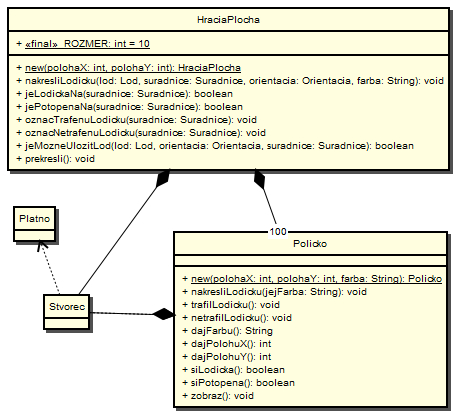 HraciaPlocha
+ «final» ROZMER: int = 10
+ new(polohaX: int, polohaY: int): HraciaPlocha
+ nakresliLodicku(lod: Lod, suradnice: Suradnice, orientacia: Orientacia, farba: String): void
+ jeLodickaNa(suradnice: Suradnice): boolean
+ jePotopenaNa(suradnice: Suradnice): boolean
+ oznacTrafenuLodicku(suradnice: Suradnice): void
+ oznacNetrafenuLodicku(suradnice: Suradnice): void
+ jeMozneUlozitLod(lod: Lod, orientacia: Orientacia, suradnice: Suradnice): boolean
+ prekresli(): void
Platno
100
Policko
+ new(polohaX: int, polohaY: int, farba: String): Policko
+ nakresliLodicku(jejFarba: String): void
+ trafilLodicku(): void
+ netrafilLodicku(): void
+ dajFarbu(): String
+ dajPolohuX(): int
+ dajPolohuY(): int
+ siLodicka(): boolean
+ siPotopena(): boolean
+ zobraz(): void
Stvorec